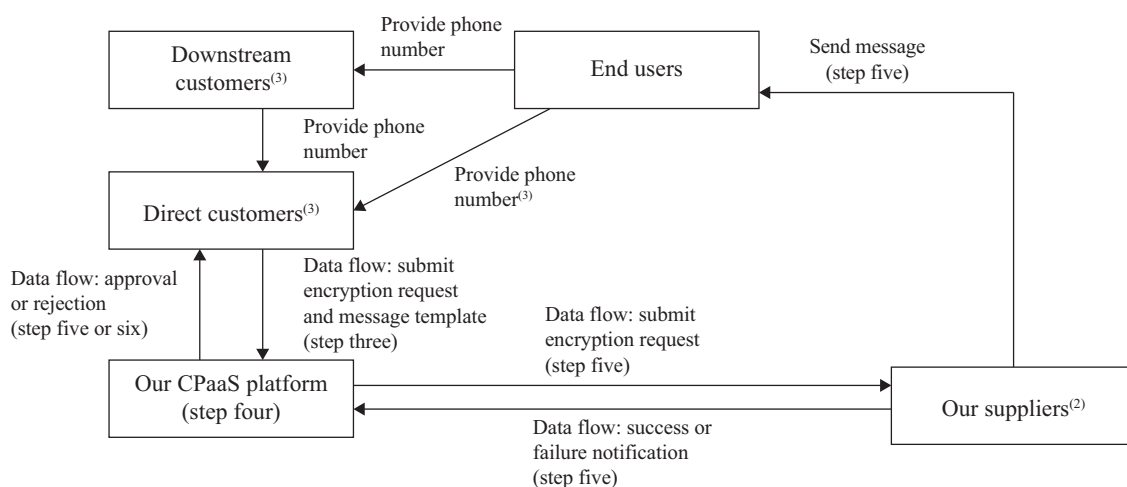 Provide phone
number
Downstream
customers(3)
End users
Send message
(step five)
Provide phone
number
Provide phone
number(3)
Direct customers(3)
Data flow: approval
or rejection
(step five or six)
Data flow: submit
encryption request
and message template
(step three)
Data flow: submit
encryption request
(step five)
Our CPaaS platform
(step four)
Our suppliers(2)
Data flow: success or
failure notification
(step five)